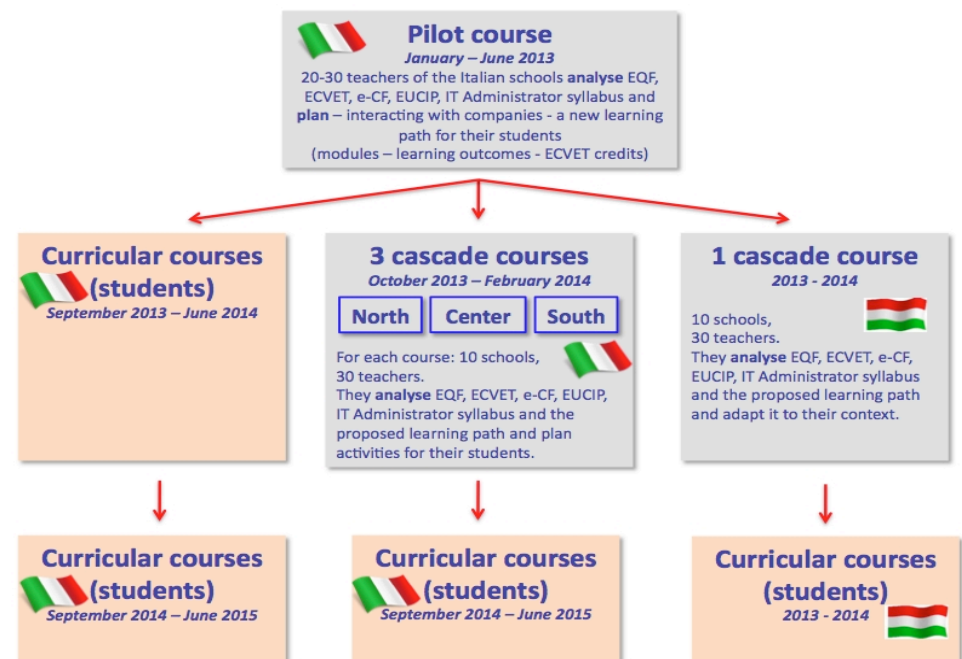 Pilot course
January – June 2013
20-30 teachers of the Italian schools analyse EQF,
ECVET, e-CF, EUCIP, IT Administrator syllabus and
plan – interacting with companies - a new learning
path for their students
(modules – learning outcomes - ECVET credits)
Curricular courses
(students)
September 2013 – June 2014
3 cascade courses
October 2013 – February 2014
North
Center
South
For each course: 10 schools,
30 teachers.
They analyse EQF, ECVET, e-CF, EUCIP,
IT Administrator syllabus and the
proposed learning path and plan
activities for their students.
1 cascade course
2013 - 2014
10 schools,
30 teachers.
They analyse EQF, ECVET, e-CF,
EUCIP, IT Administrator syllabus
and the proposed learning path
and adapt it to their context.
Curricular courses
(students)
September 2014 – June 2015
Curricular courses
(students)
September 2014 – June 2015
Curricular courses
(students)
2013 - 2014